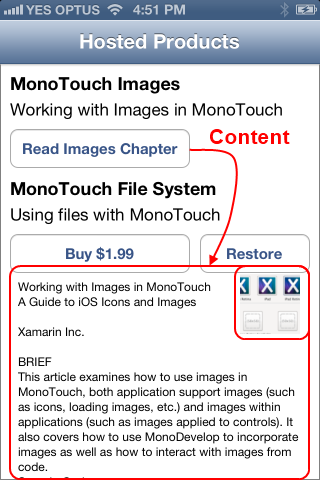 YES OPTUS 4:51 PM
Hosted Products
MonoTouch Images
Working with Images in MonoTouch
Read Images Chapter
Content
MonoTouch File System
Using files with MonoTouch
Buy $1.99 Restore
Working with Images in MonoTouch
A Guide to iOS Icons and Images
Xamarin Inc.
BRIEF
This article examines how to use images in
MonoTouch, both application support images (such
as icons, loading images, etc.) and images within
applications (such as images applied to controls). It
also covers how to use MonoDevelop to incorporate
images as well as how to interact with images from
code.